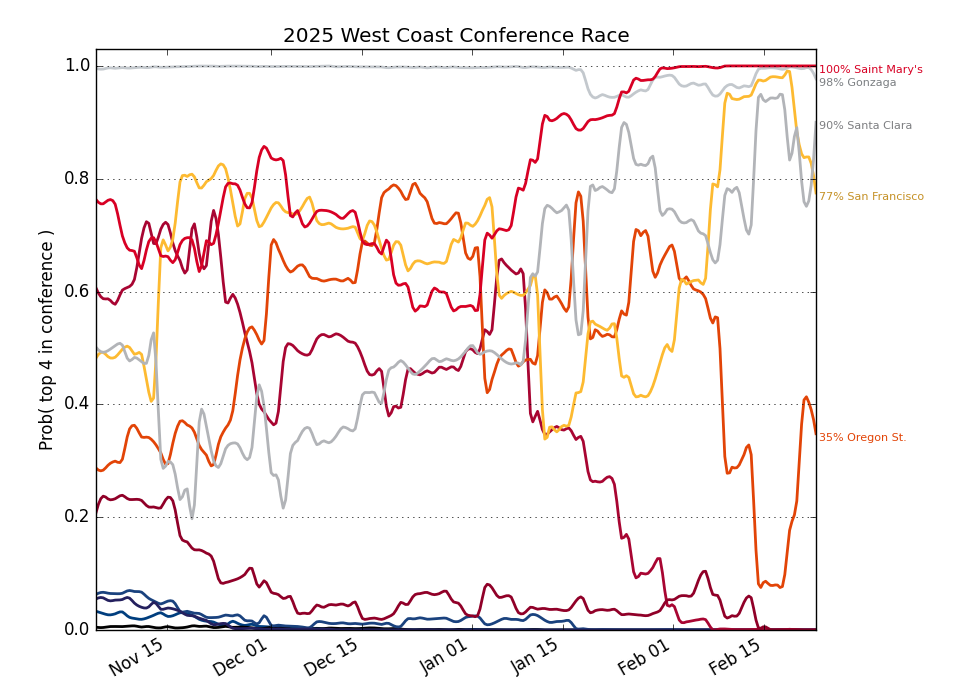 2025 West Coast Conference Race
Prob( top 4 in conference )
1.0
0.8
0.6
0.4
0.2
0.0
Nov 15
Dec 01
Dec 15
Jan 01
Jan 15
Feb 01
Feb 15
100% Saint Mary's
98% Gonzaga
90% Santa Clara
77% San Francisco
35% Oregon St.